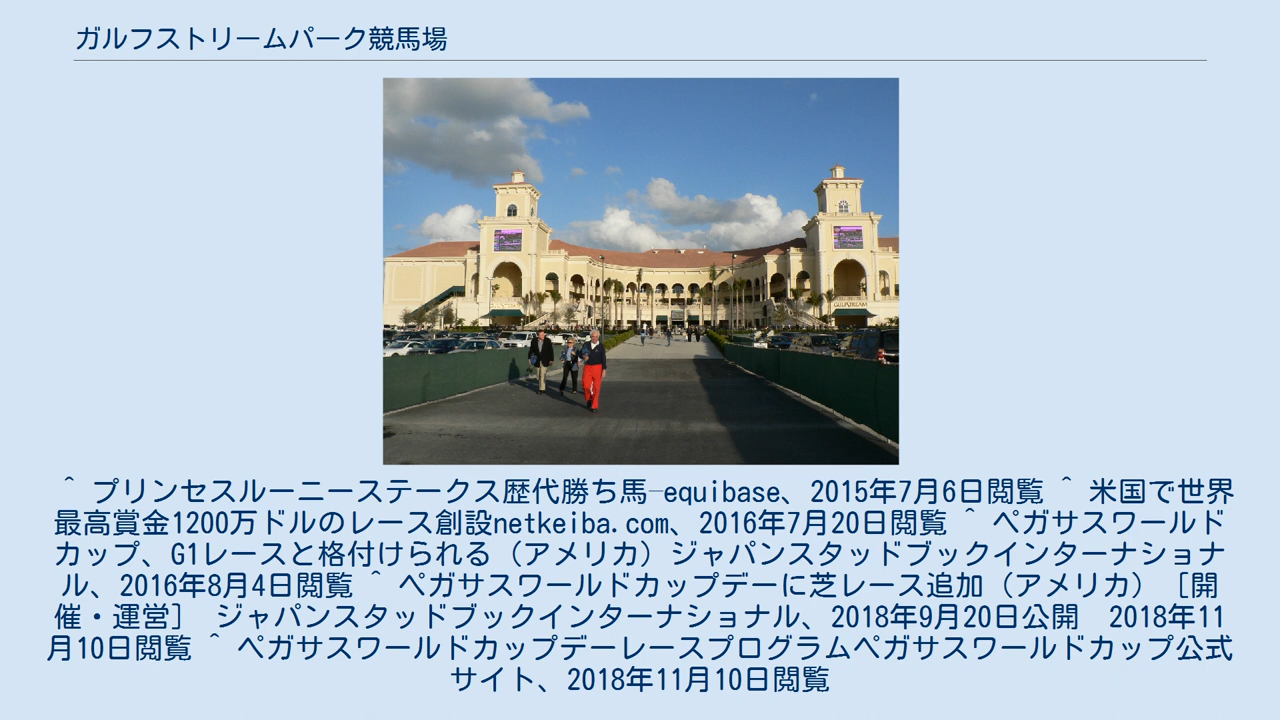 ガルフストリームパーク競馬場
GULFSTREAM
^ プリンセスルーニーステークス歴代勝ち馬─equibase、2015年7月6日閲覧 ^ 米国で世界
最高賞金1200万ドルのレース創設netkeiba.com、2016年7月20日閲覧 ^ ペガサスワールド
カップ、G1レースと格付けられる（アメリカ）ジャパンスタッドブックインターナショナ
ル、2016年8月4日閲覧 ^ ペガサスワールドカップデーに芝レース追加（アメリカ）［開
催・運営］ ジャパンスタッドブックインターナショナル、2018年9月20日公開　2018年11
月10日閲覧 ^ ペガサスワールドカップデーレースプログラムペガサスワールドカップ公式
サイト、2018年11月10日閲覧